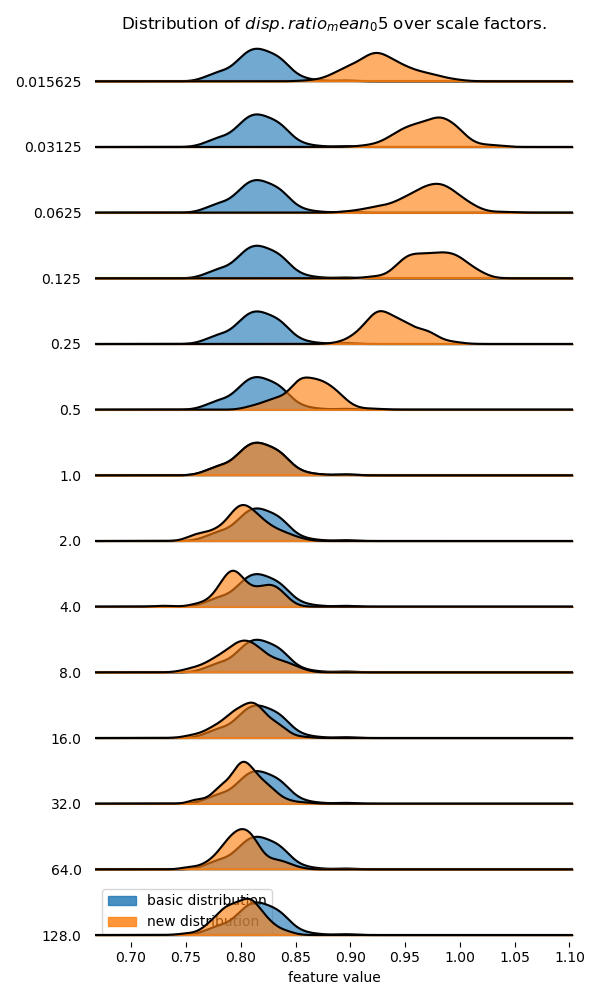 Distribution of disp.ratio_mean_05 over scale factors.
0.015625
0.03125
0.0625
0.125
0.25
0.5
1.0
2.0
4.0
8.0
16.0
32.0
64.0
128.0
basic distribution
new distribution
0.70 0.75 0.80 0.85 0.90 0.95 1.00 1.05 1.10
feature value